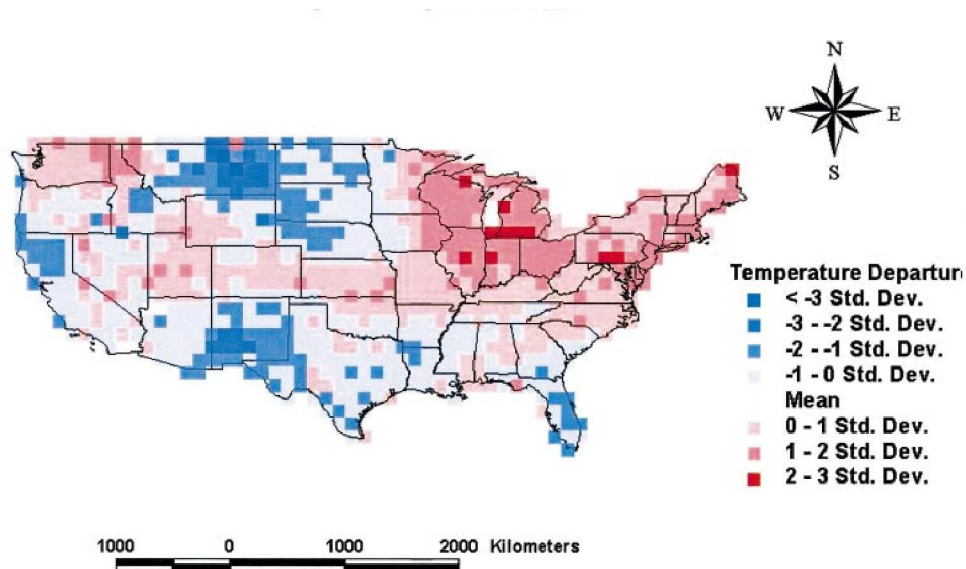 N
W E
S
Temperature Departur
< -3 Std. Dev.
-3 - -2 Std. Dev.
-2 - -1 Std. Dev.
-1 - 0 Std. Dev.
Mean
0 - 1 Std. Dev.
1 - 2 Std. Dev.
2 - 3 Std. Dev.
1000 0 1000 2000 Kilometers